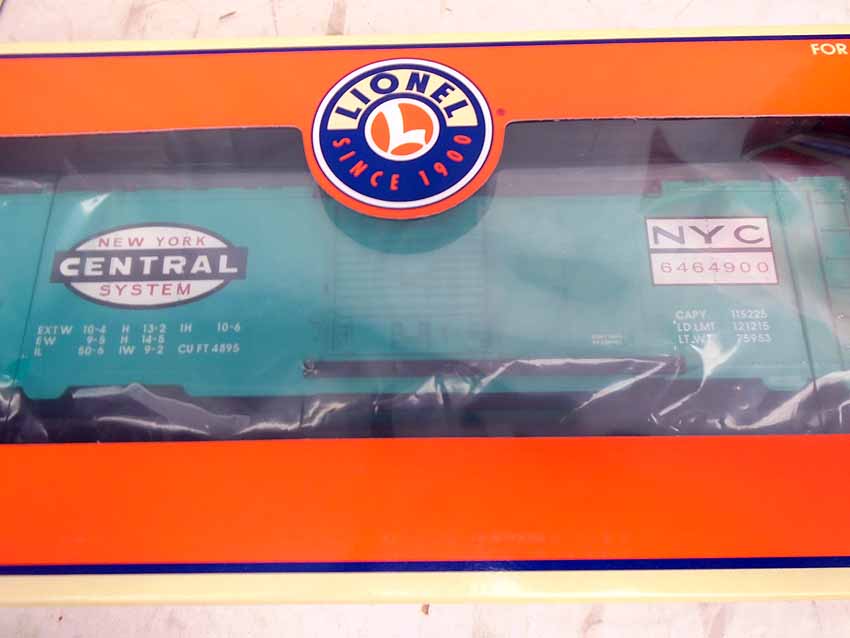 FOR
LIONEL
SINCE 1900
NEW YORK
CENTRAL
SYSTEM
EXT W 10-4 H 13-2 IH 10-6
EW 9-5 H 14-5
IL 50-6 IW 9-2 CU FT 4895
NYC
6464900
CAPY 115225
LD LMT 121215
LT. WT 75953